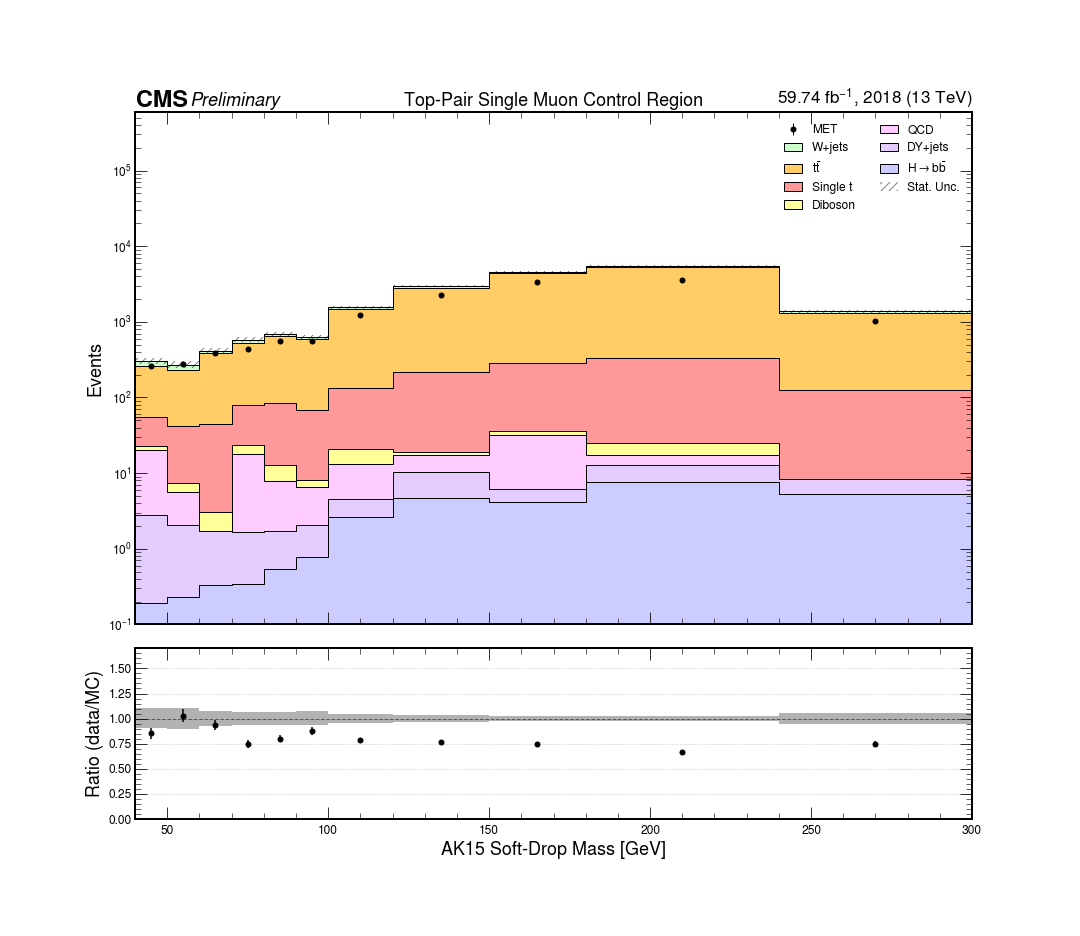 CMS Preliminary Top-Pair Single Muon Control Region 59.74 fb⁻¹, 2018 (13 TeV)
MET QCD
W+jets DY+jets
tt̄ H→bb̄
Single t Stat. Unc.
Diboson
10⁵
10⁴
10³
10²
10¹
10⁰
10⁻¹
Events
1.50
1.25
1.00
0.75
0.50
0.25
0.00
Ratio (data/MC)
50 100 150 200 250 300
AK15 Soft-Drop Mass [GeV]